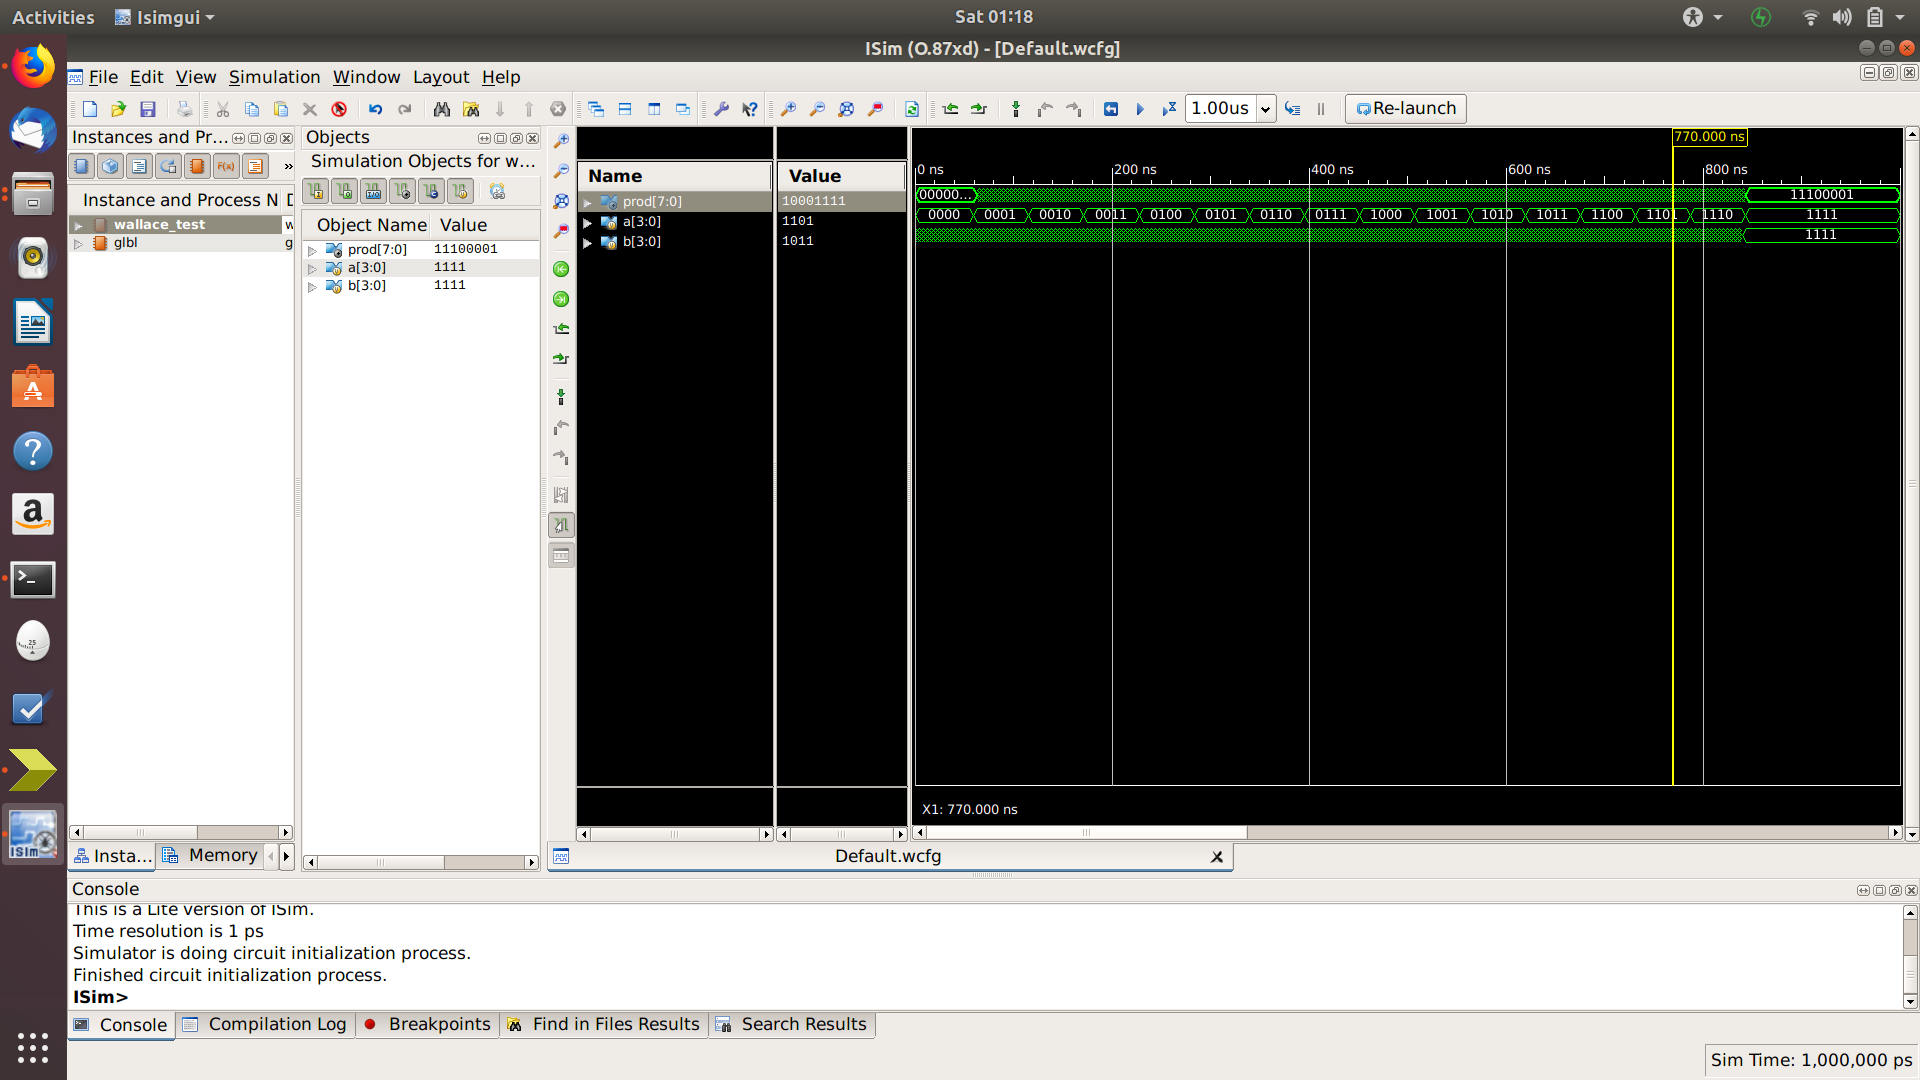 Activities
Isimgui
Sat 01:18
ISim (O.87xd) - [Default.wcfg]
File Edit View Simulation Window Layout Help
1.00us
Re-launch
Instances and Pr...
Instance and Process N D
wallace_test w
glbl g
Insta...
Memory
Objects
Simulation Objects for w...
Object Name Value
prod[7:0] 11100001
a[3:0] 1111
b[3:0] 1111
Name Value
prod[7:0] 10001111
a[3:0] 1101
b[3:0] 1011
770.000 ns
0 ns 200 ns 400 ns 600 ns 800 ns
00000... 11100001
0000 0001 0010 0011 0100 0101 0110 0111 1000 1001 1010 1011 1100 1101 1110 1111
1111
X1: 770.000 ns
Default.wcfg
Console
This is a Lite version of ISim.
Time resolution is 1 ps
Simulator is doing circuit initialization process.
Finished circuit initialization process.
ISim>
Console
Compilation Log
Breakpoints
Find in Files Results
Search Results
Sim Time: 1,000,000 ps